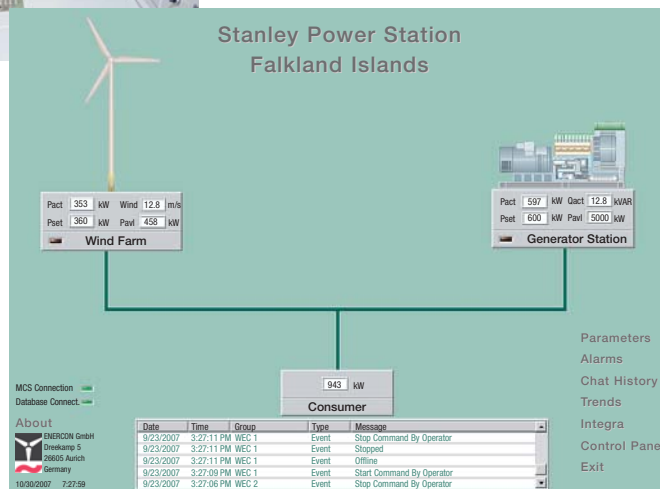 Stanley Power Station
Falkland Islands
Pact 353 kW Wind 12.8 m/s
Pset 360 kW Pavl 458 kW
Wind Farm
Pact 597 kW Qact 12.8 kVAR
Pset 600 kW Pavl 5000 kW
Generator Station
943 kW
Consumer
Parameters
Alarms
Chat History
Trends
Integra
Control Pane
Exit
MCS Connection
Database Connect.
About
ENERCON GmbH
Dreekamp 5
26605 Aurich
Germany
10/30/2007 7:27:59
Date Time Group Type Message
9/23/2007 3:27:11 PM WEC 1 Event Stop Command By Operator
9/23/2007 3:27:11 PM WEC 1 Event Stopped
9/23/2007 3:27:11 PM WEC 1 Event Offline
9/23/2007 3:27:09 PM WEC 1 Event Start Command By Operator
9/23/2007 3:27:06 PM WEC 2 Event Stop Command By Operator